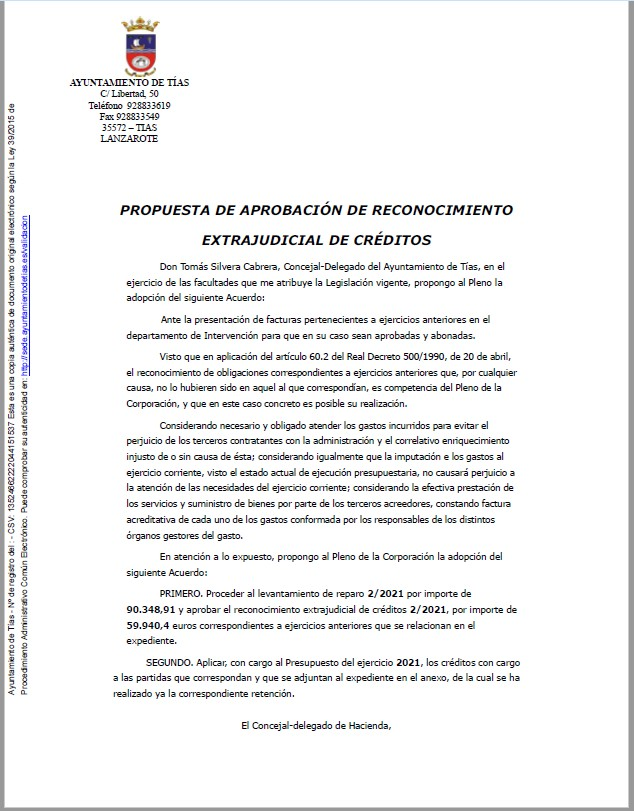 AYUNTAMIENTO DE TÍAS
C/ Libertad, 50
Teléfono 928833619
Fax 928833549
35572 – TIAS
LANZAROTE
PROPUESTA DE APROBACIÓN DE RECONOCIMIENTO
EXTRAJUDICIAL DE CRÉDITOS
Don Tomás Silvera Cabrera, Concejal-Delegado del Ayuntamiento de Tías, en el
ejercicio de las facultades que me atribuye la Legislación vigente, propongo al Pleno la
adopción del siguiente Acuerdo:
Ante la presentación de facturas pertenecientes a ejercicios anteriores en el
departamento de Intervención para que en su caso sean aprobadas y abonadas.
Visto que en aplicación del artículo 60.2 del Real Decreto 500/1990, de 20 de abril,
el reconocimiento de obligaciones correspondientes a ejercicios anteriores que, por cualquier
causa, no lo hubieren sido en aquel al que correspondían, es competencia del Pleno de la
Corporación, y que en este caso concreto es posible su realización.
Considerando necesario y obligado atender los gastos incurridos para evitar el
perjuicio de los terceros contratantes con la administración y el correlativo enriquecimiento
injusto de o sin causa de ésta; considerando igualmente que la imputación e los gastos al
ejercicio corriente, visto el estado actual de ejecución presupuestaria, no causará perjuicio a
la atención de las necesidades del ejercicio corriente; considerando la efectiva prestación de
los servicios y suministro de bienes por parte de los terceros acreedores, constando factura
acreditativa de cada uno de los gastos conformada por los responsables de los distintos
órganos gestores del gasto.
En atención a lo expuesto, propongo al Pleno de la Corporación la adopción del
siguiente Acuerdo:
PRIMERO. Proceder al levantamiento de reparo 2/2021 por importe de
90.348,91 y aprobar el reconocimiento extrajudicial de créditos 2/2021, por importe de
59.940,4 euros correspondientes a ejercicios anteriores que se relacionan en el
expediente.
SEGUNDO. Aplicar, con cargo al Presupuesto del ejercicio 2021, los créditos con cargo
a las partidas que correspondan y que se adjuntan al expediente en el anexo, de la cual se ha
realizado ya la correspondiente retención.
El Concejal-delegado de Hacienda,
Ayuntamiento de Tías - Nº de registro del : - CSV: 13524662222044151537 Esta es una copia auténtica de documento original electrónico según la Ley 39/2015 de
Procedimiento Administrativo Común Electrónico. Puede comprobar su autenticidad en: http://sede.ayuntamientodetias.es/validacion